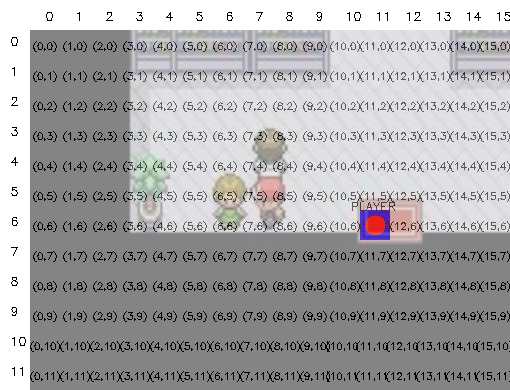 0 1 2 3 4 5 6 7 8 9 10 11 12 13 14 15
0 (0,0) (1,0) (2,0) (3,0) (4,0) (5,0) (6,0) (7,0) (8,0) (9,0) (10,0) (11,0) (12,0) (13,0) (14,0) (15,0)
1 (0,1) (1,1) (2,1) (3,1) (4,1) (5,1) (6,1) (7,1) (8,1) (9,1) (10,1) (11,1) (12,1) (13,1) (14,1) (15,1)
2 (0,2) (1,2) (2,2) (3,2) (4,2) (5,2) (6,2) (7,2) (8,2) (9,2) (10,2) (11,2) (12,2) (13,2) (14,2) (15,2)
3 (0,3) (1,3) (2,3) (3,3) (4,3) (5,3) (6,3) (7,3) (8,3) (9,3) (10,3) (11,3) (12,3) (13,3) (14,3) (15,3)
4 (0,4) (1,4) (2,4) (3,4) (4,4) (5,4) (6,4) (7,4) (8,4) (9,4) (10,4) (11,4) (12,4) (13,4) (14,4) (15,4)
5 (0,5) (1,5) (2,5) (3,5) (4,5) (5,5) (6,5) (7,5) (8,5) (9,5) (10,5) (11,5) (12,5) (13,5) (14,5) (15,5)
PLAYER
6 (0,6) (1,6) (2,6) (3,6) (4,6) (5,6) (6,6) (7,6) (8,6) (9,6) (10,6) (12,6) (13,6) (14,6) (15,6)
7 (0,7) (1,7) (2,7) (3,7) (4,7) (5,7) (6,7) (7,7) (8,7) (9,7) (10,7) (11,7) (12,7) (13,7) (14,7) (15,7)
8 (0,8) (1,8) (2,8) (3,8) (4,8) (5,8) (6,8) (7,8) (8,8) (9,8) (10,8) (11,8) (12,8) (13,8) (14,8) (15,8)
9 (0,9) (1,9) (2,9) (3,9) (4,9) (5,9) (6,9) (7,9) (8,9) (9,9) (10,9) (11,9) (12,9) (13,9) (14,9) (15,9)
10 (0,10) (1,10) (2,10) (3,10) (4,10) (5,10) (6,10) (7,10) (8,10) (9,10) (10,10) (11,10) (12,10) (13,10) (14,10) (15,10)
11 (0,11) (1,11) (2,11) (3,11) (4,11) (5,11) (6,11) (7,11) (8,11) (9,11) (10,11) (11,11) (12,11) (13,11) (14,11) (15,11)